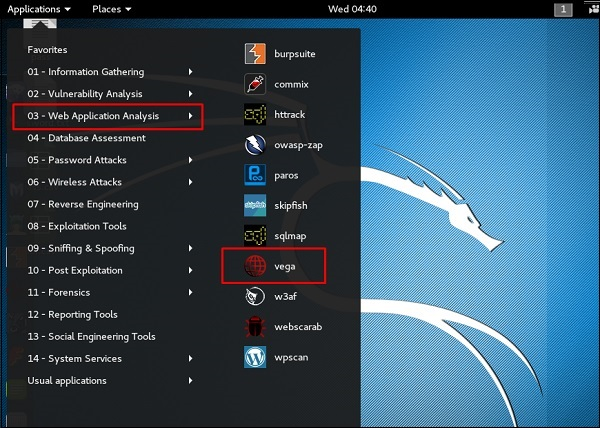 Applications Places Wed 04:40 1
Favorites
01 - Information Gathering
02 - Vulnerability Analysis
03 - Web Application Analysis
04 - Database Assessment
05 - Password Attacks
06 - Wireless Attacks
07 - Reverse Engineering
08 - Exploitation Tools
09 - Sniffing & Spoofing
10 - Post Exploitation
11 - Forensics
12 - Reporting Tools
13 - Social Engineering Tools
14 - System Services
Usual applications
burpsuite
commix
httrack
owasp-zap
paros
skipfish
sqlmap
vega
w3af
webscarab
wpscan